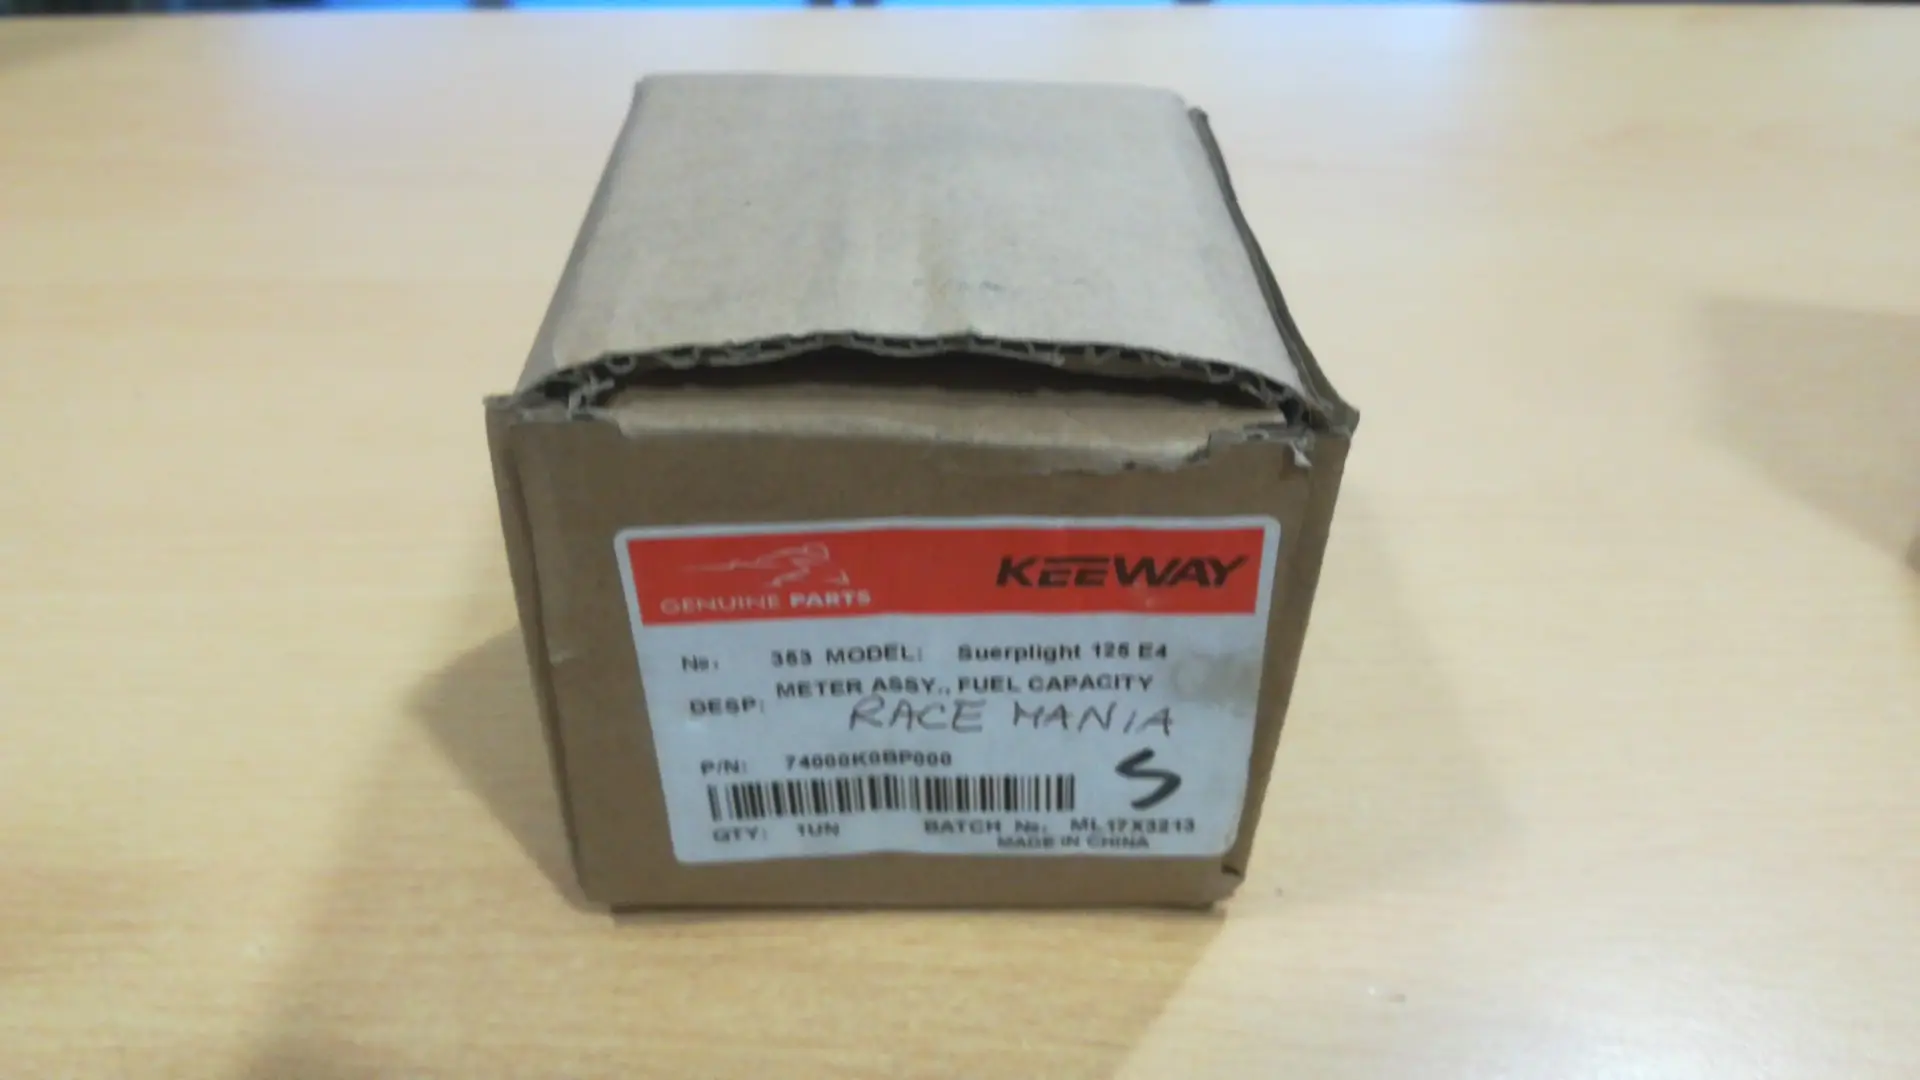 KEEWAY
GENUINE PARTS
№: 353 MODEL: Suerplight 125 E4
DESP: METER ASSY., FUEL CAPACITY
RACE MANIA
P/N: 74000K0BP000
S
QTY: 1UN BATCH №: ML17X3213
MADE IN CHINA